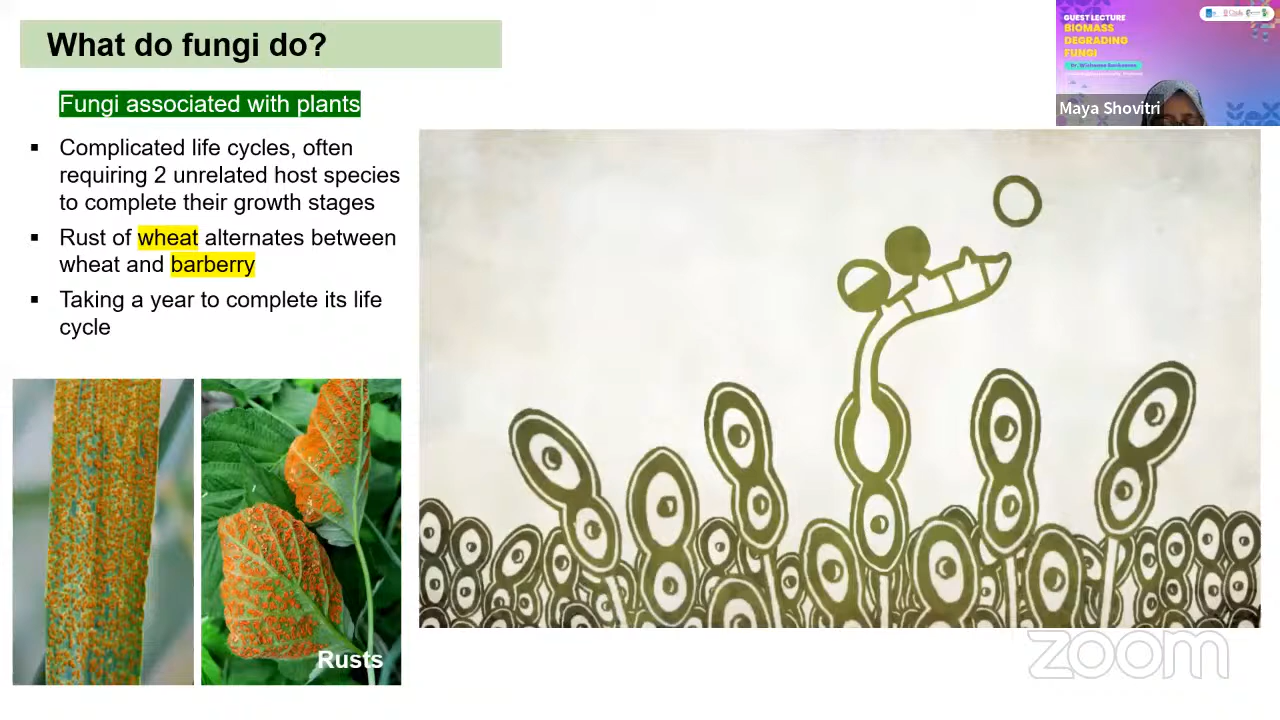 What do fungi do?
Fungi associated with plants
▪ Complicated life cycles, often
requiring 2 unrelated host species
to complete their growth stages
▪ Rust of wheat alternates between
wheat and barberry
▪ Taking a year to complete its life
cycle
Rusts
GUEST LECTURE
BIOMASS
DEGRADING
FUNGI
Maya Shovitri
zoom